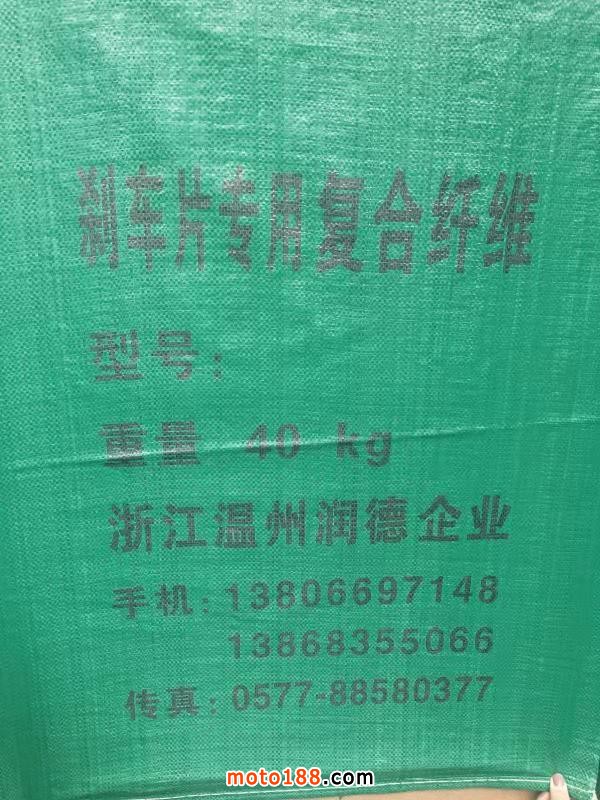 刹车片专用复合纤维
型号:
重量 40 kg
浙江温州润德企业
手机: 13806697148
13868355066
传真: 0577-88580377
moto188.com